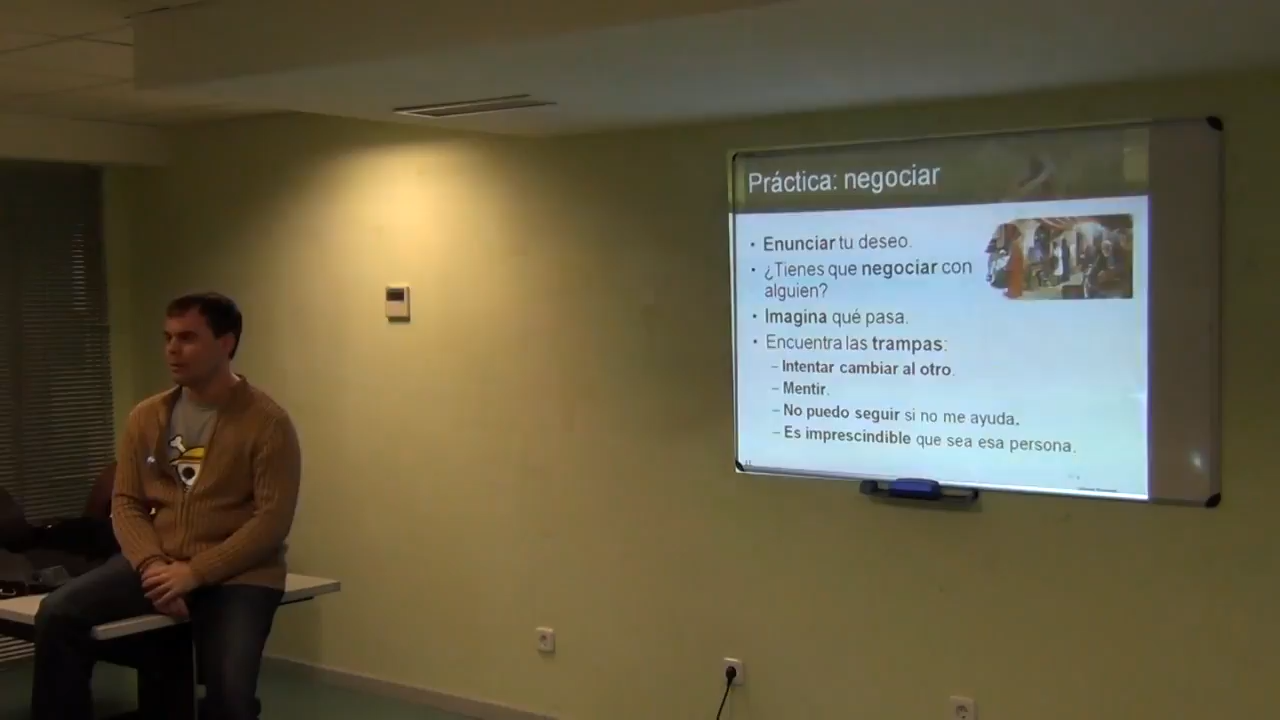 Práctica: negociar
• Enunciar tu deseo.
• ¿Tienes que negociar con
alguien?
• Imagina qué pasa.
• Encuentra las trampas:
– Intentar cambiar al otro.
– Mentir.
– No puedo seguir si no me ayuda.
– Es imprescindible que sea esa persona.